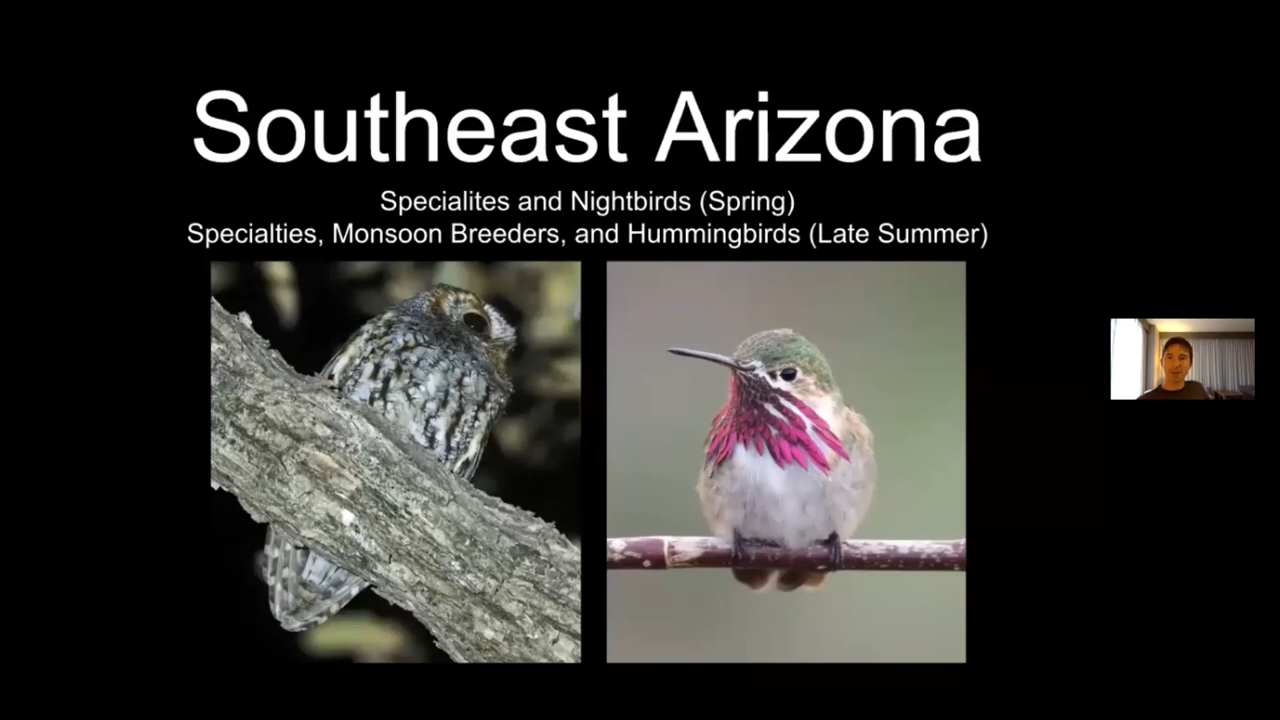 Southeast Arizona
Specialites and Nightbirds (Spring)
Specialties, Monsoon Breeders, and Hummingbirds (Late Summer)